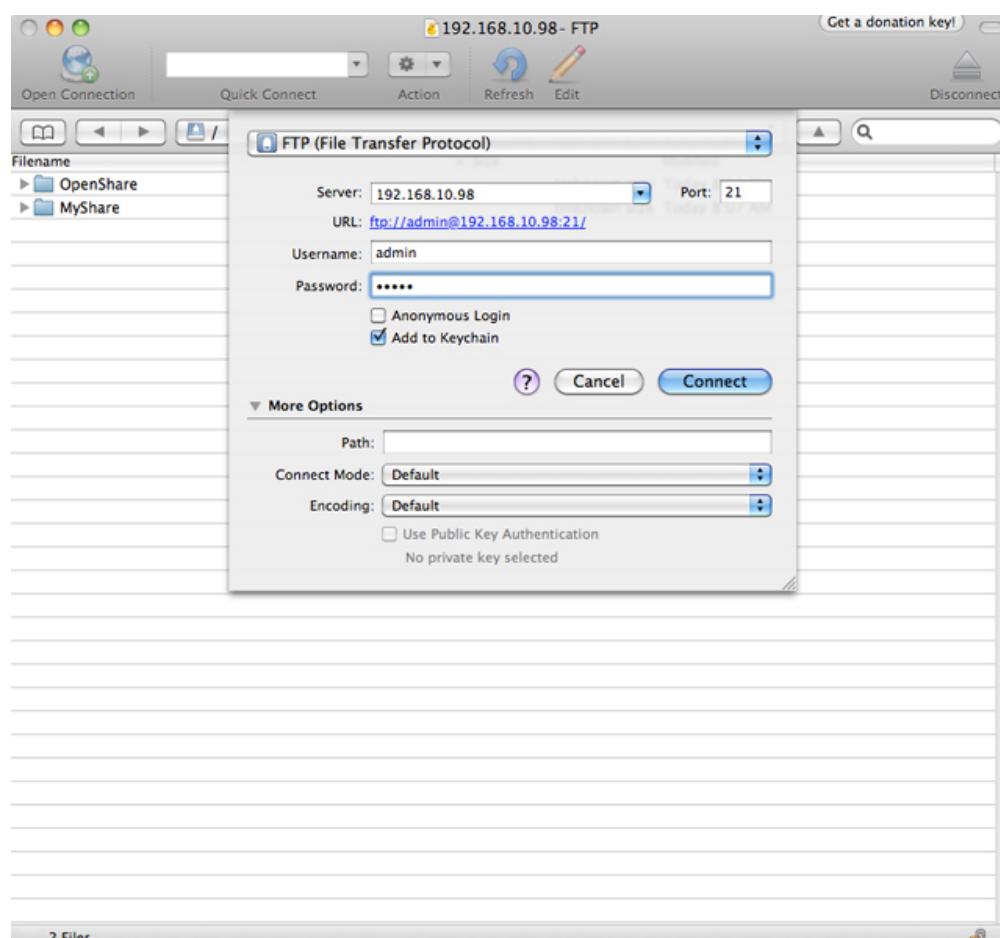 192.168.10.98- FTP
Get a donation key!
Open Connection
Quick Connect
Action
Refresh
Edit
Disconnect
/
FTP (File Transfer Protocol)
Filename
OpenShare
MyShare
Server: 192.168.10.98 Port: 21
URL: ftp://admin@192.168.10.98:21/
Username: admin
Password: •••••
Anonymous Login
Add to Keychain
? Cancel Connect
More Options
Path:
Connect Mode: Default
Encoding: Default
Use Public Key Authentication
No private key selected
2 Files